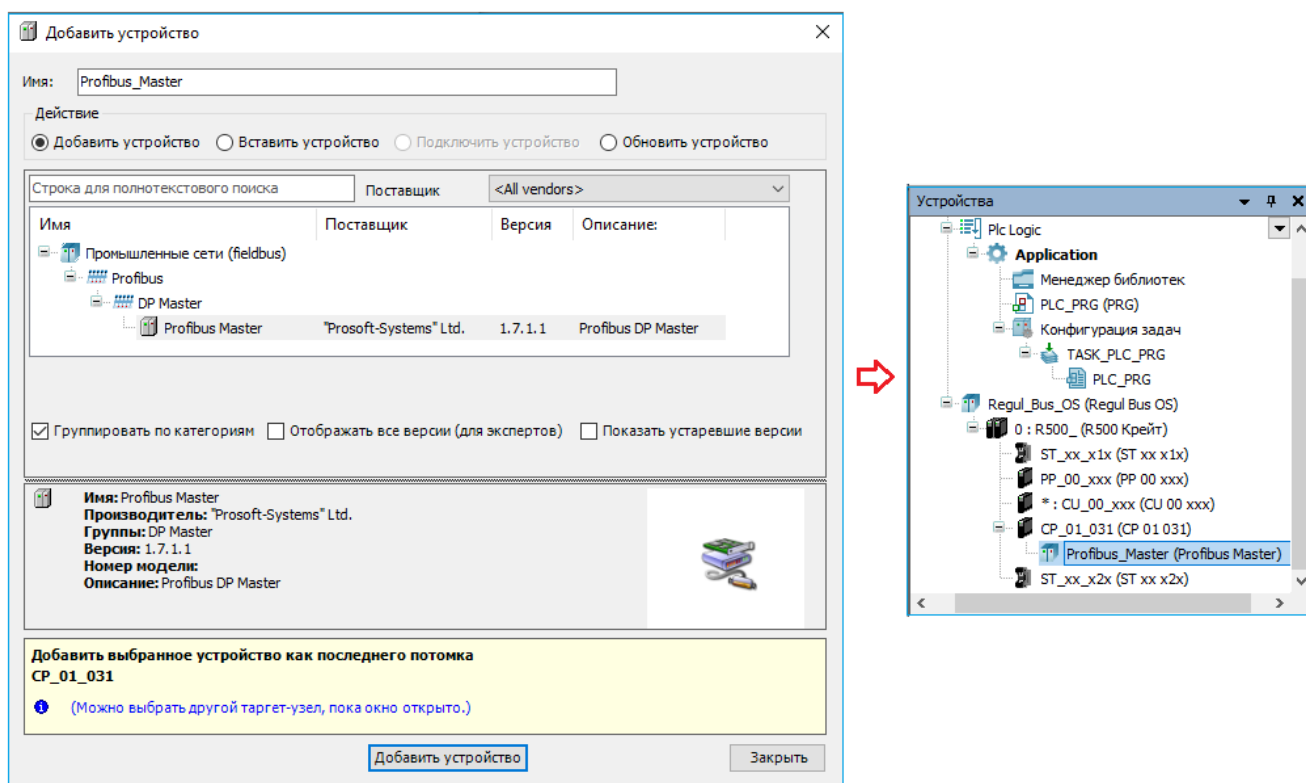 Добавить устройство
Имя: Profibus_Master
Действие
Добавить устройство Вставить устройство Подключить устройство Обновить устройство
Строка для полнотекстового поиска Поставщик <All vendors>
Имя Поставщик Версия Описание:
Промышленные сети (fieldbus)
Profibus
DP Master
Profibus Master "Prosoft-Systems" Ltd. 1.7.1.1 Profibus DP Master
Группировать по категориям Отображать все версии (для экспертов) Показать устаревшие версии
Имя: Profibus Master
Производитель: "Prosoft-Systems" Ltd.
Группы: DP Master
Версия: 1.7.1.1
Номер модели:
Описание: Profibus DP Master
Добавить выбранное устройство как последнего потомка
CP_01_031
(Можно выбрать другой таргет-узел, пока окно открыто.)
Добавить устройство Закрыть
Устройства
Plc Logic
Application
Менеджер библиотек
PLC_PRG (PRG)
Конфигурация задач
TASK_PLC_PRG
PLC_PRG
Regul_Bus_OS (Regul Bus OS)
0 : R500_ (R500 Крейт)
ST_xx_x1x (ST xx x1x)
PP_00_xxx (PP 00 xxx)
* : CU_00_xxx (CU 00 xxx)
CP_01_031 (CP 01 031)
Profibus_Master (Profibus Master)
ST_xx_x2x (ST xx x2x)